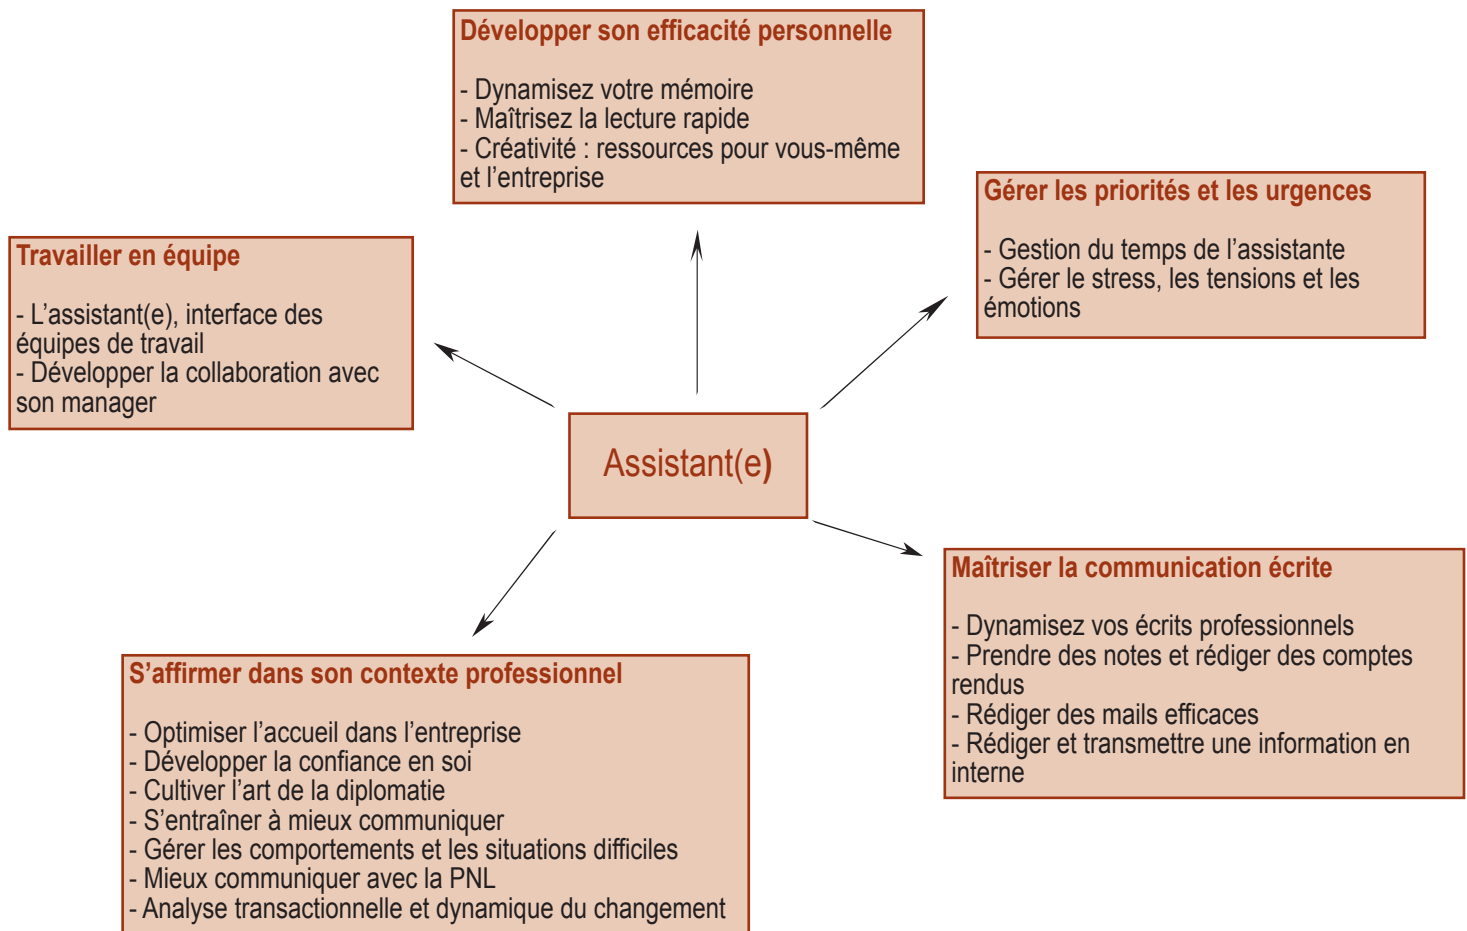 Développer son efficacité personnelle
- Dynamisez votre mémoire
- Maîtrisez la lecture rapide
- Créativité : ressources pour vous-même
et l’entreprise
Gérer les priorités et les urgences
- Gestion du temps de l’assistante
- Gérer le stress, les tensions et les
émotions
Travailler en équipe
- L’assistant(e), interface des
équipes de travail
- Développer la collaboration avec
son manager
Assistant(e)
Maîtriser la communication écrite
- Dynamisez vos écrits professionnels
- Prendre des notes et rédiger des comptes
rendus
- Rédiger des mails efficaces
- Rédiger et transmettre une information en
interne
S’affirmer dans son contexte professionnel
- Optimiser l’accueil dans l’entreprise
- Développer la confiance en soi
- Cultiver l’art de la diplomatie
- S’entraîner à mieux communiquer
- Gérer les comportements et les situations difficiles
- Mieux communiquer avec la PNL
- Analyse transactionnelle et dynamique du changement